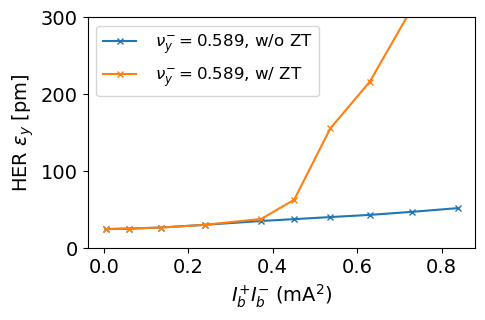 ν_y^- = 0.589, w/o ZT
ν_y^- = 0.589, w/ ZT
300
200
100
0
HER ε_y [pm]
0.0 0.2 0.4 0.6 0.8
I_b^+ I_b^- (mA^2)